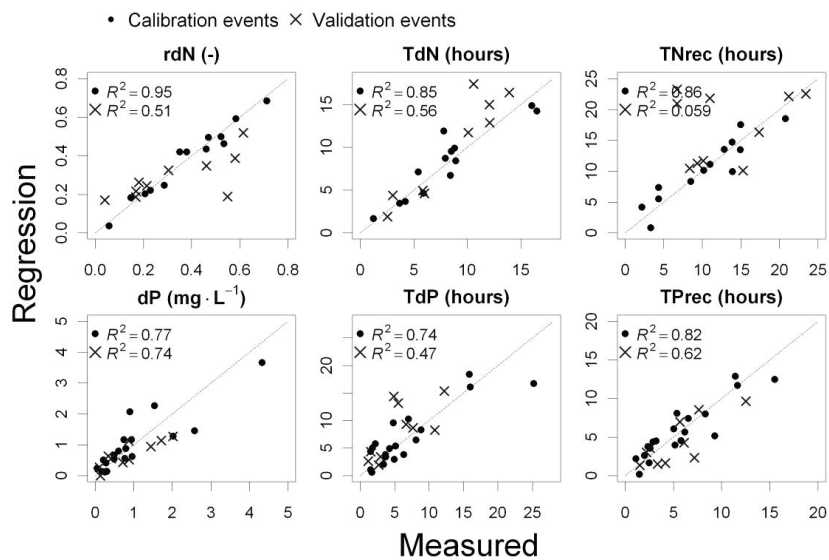 • Calibration events × Validation events
rdN (-)
TdN (hours)
TNrec (hours)
R² = 0.95
R² = 0.51
R² = 0.85
R² = 0.56
R² = 0.86
R² = 0.059
0.0 0.2 0.4 0.6 0.8
0.0 0.2 0.4 0.6 0.8
0 5 10 15
0 5 10 15
0 5 10 15 20 25
0 5 10 15 20 25
Regression
dP (mg · L⁻¹)
TdP (hours)
TPrec (hours)
R² = 0.77
R² = 0.74
R² = 0.74
R² = 0.47
R² = 0.82
R² = 0.62
0 1 2 3 4 5
0 1 2 3 4 5
0 5 10 20
0 5 10 15 20 25
0 5 10 15 20
0 5 10 15 20
Measured